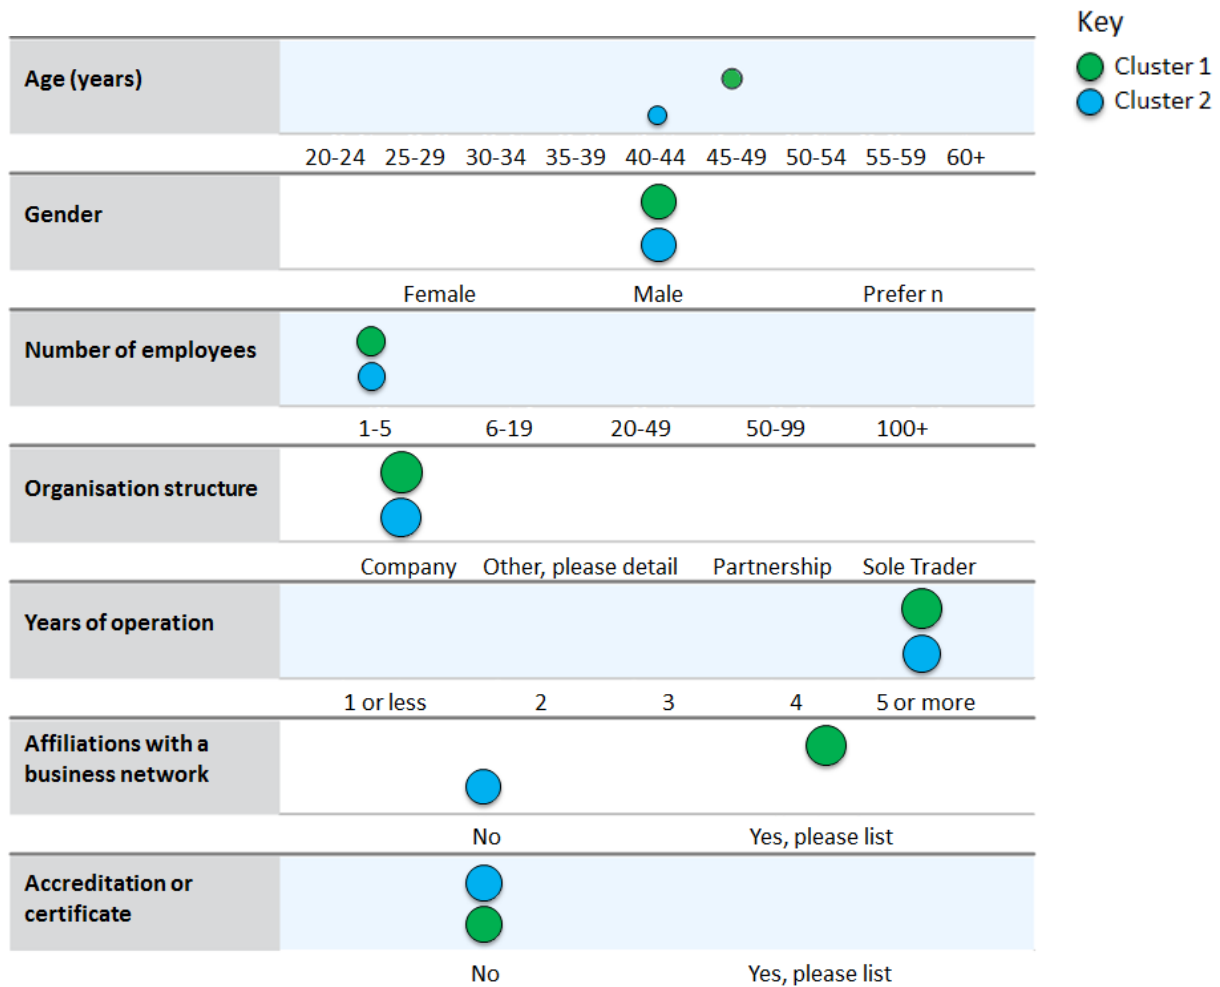 Key
Cluster 1
Cluster 2
Age (years)
20-24 25-29 30-34 35-39 40-44 45-49 50-54 55-59 60+
Gender
Female Male Prefer n
Number of employees
1-5 6-19 20-49 50-99 100+
Organisation structure
Company Other, please detail Partnership Sole Trader
Years of operation
1 or less 2 3 4 5 or more
Affiliations with a
business network
No Yes, please list
Accreditation or
certificate
No Yes, please list